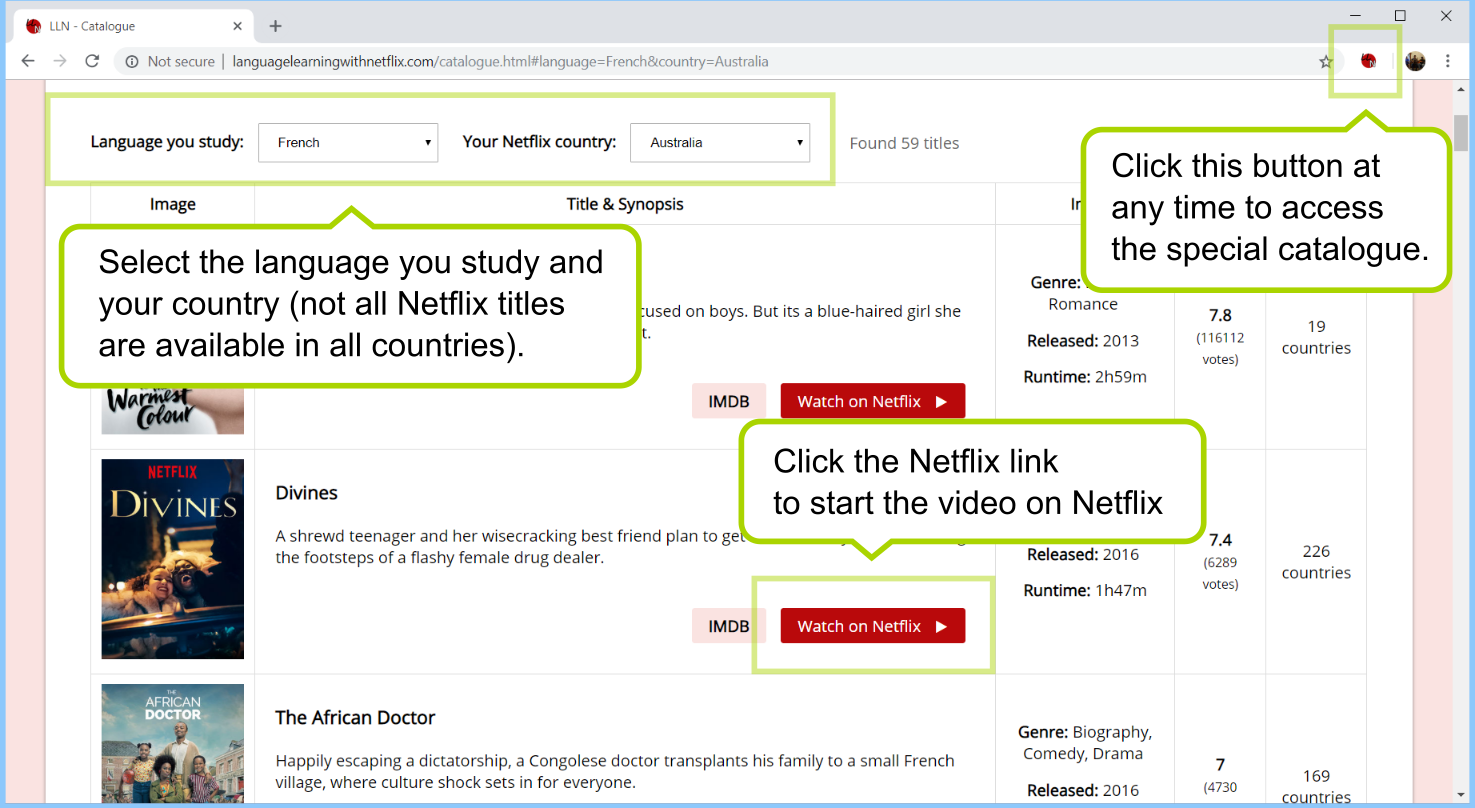 LLN - Catalogue
Not secure | languagelearningwithnetflix.com/catalogue.html#language=French&country=Australia
Language you study: French Your Netflix country: Australia Found 59 titles
Click this button at
any time to access
the special catalogue.
Image Title & Synopsis
Select the language you study and
your country (not all Netflix titles
are available in all countries).
on boys. But its a blue-haired girl she
Genre:
Romance
Released: 2013
Runtime: 2h59m
7.8
(116112
votes)
19
countries
Warmest
Colour
IMDB Watch on Netflix
Click the Netflix link
to start the video on Netflix
NETFLIX
DIVINES
Divines
A shrewd teenager and her wisecracking best friend plan to get
the footsteps of a flashy female drug dealer.
Released: 2016
Runtime: 1h47m
7.4
(6289
votes)
226
countries
IMDB Watch on Netflix
THE
AFRICAN
DOCTOR
The African Doctor
Happily escaping a dictatorship, a Congolese doctor transplants his family to a small French
village, where culture shock sets in for everyone.
Genre: Biography,
Comedy, Drama
Released: 2016
7
(4730
169
countries